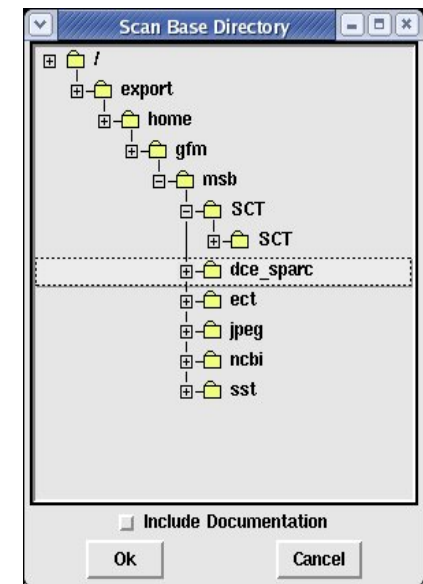 Scan Base Directory
/
export
home
gfm
msb
SCT
SCT
dce_sparc
ect
jpeg
ncbi
sst
Include Documentation
Ok Cancel